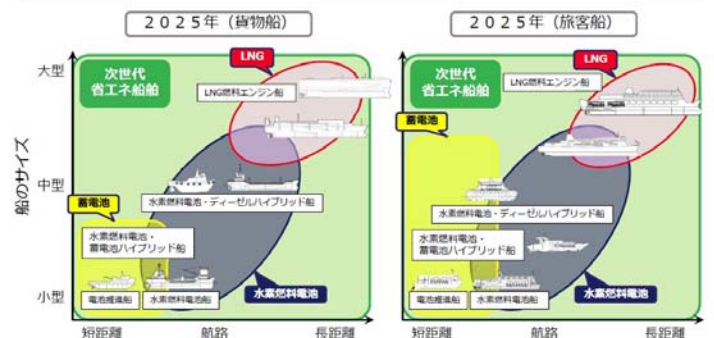 2025年（貨物船）
大型
中型
小型
船のサイズ
次世代
省エネ船舶
LNG
LNG燃料エンジン船
水素燃料電池・ディーゼルハイブリッド船
蓄電池
水素燃料電池・
蓄電池ハイブリッド船
電池推進船
水素燃料電池船
水素燃料電池
短距離
航路
長距離
2025年（旅客船）
次世代
省エネ船舶
LNG
LNG燃料エンジン船
蓄電池
水素燃料電池・ディーゼルハイブリッド船
水素燃料電池・
蓄電池ハイブリッド船
電池推進船
水素燃料電池船
水素燃料電池
短距離
航路
長距離